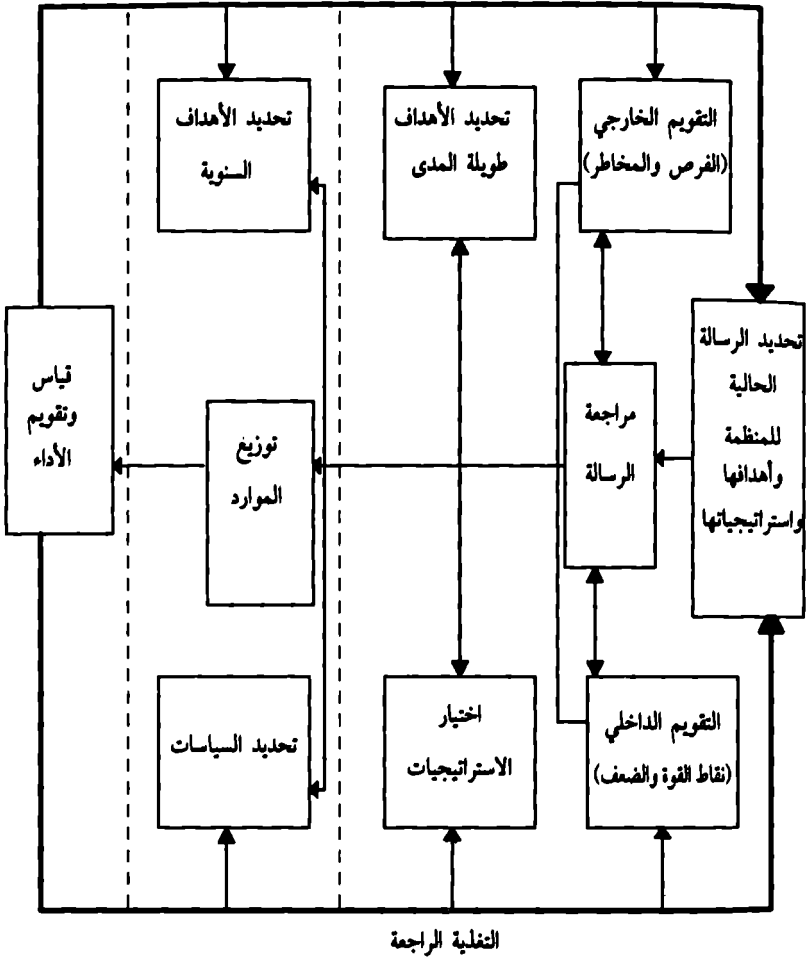 تحديد الرسالة
الحالية
للمنظمة
وأهدافها
واستراتيجياتها
التقويم الخارجي
(الفرص والمخاطر)
مراجعة
الرسالة
التقويم الداخلي
(نقاط القوة والضعف)
تحديد الأهداف
طويلة المدى
اختيار
الاستراتيجيات
تحديد الأهداف
السنوية
توزيع
الموارد
تحديد السياسات
قياس
وتقويم
الأداء
التغذية الراجعة